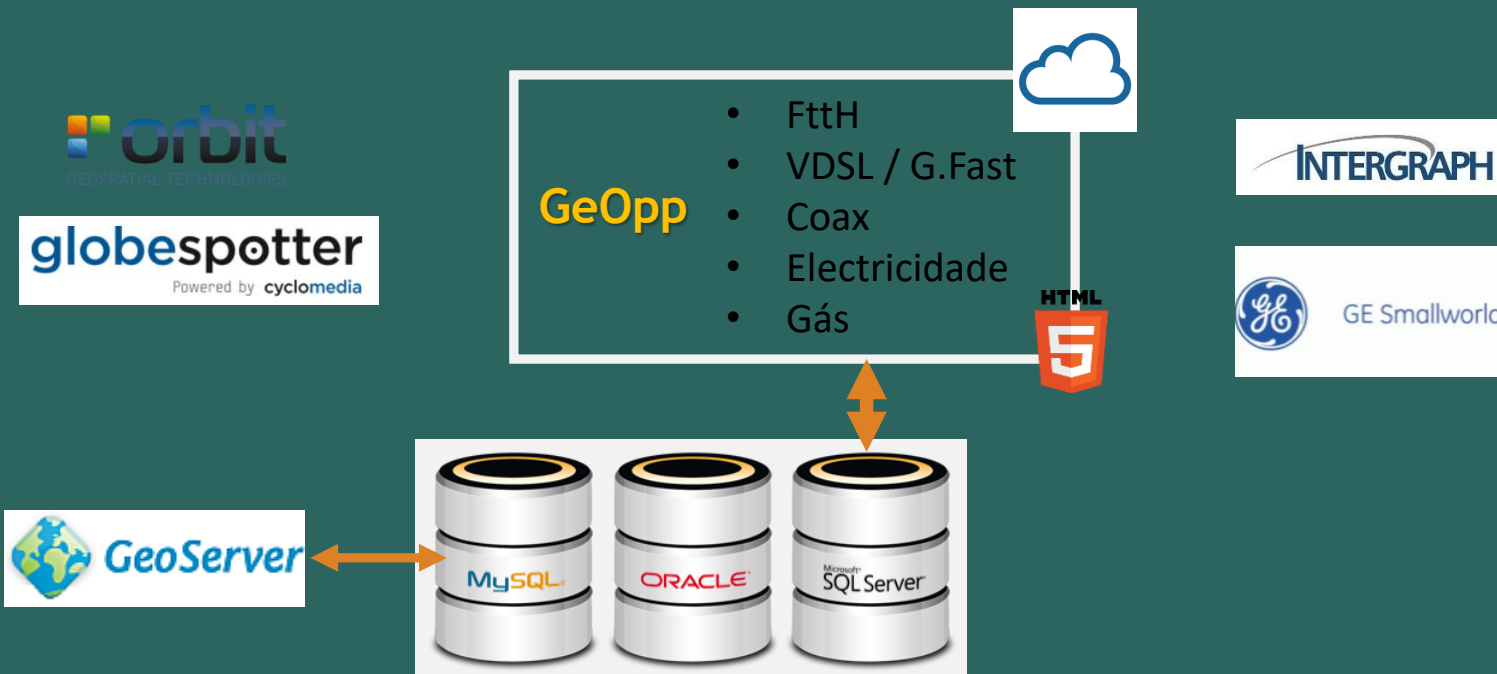 orbit
GEOSPATIAL TECHNOLOGIES
globespotter
Powered by cyclomedia
GeOpp
• FttH
• VDSL / G.Fast
• Coax
• Electricidade
• Gás
HTML
5
INTERGRAPH
GE
GE Smallworld
GeoServer
MySQL
ORACLE
Microsoft
SQL Server